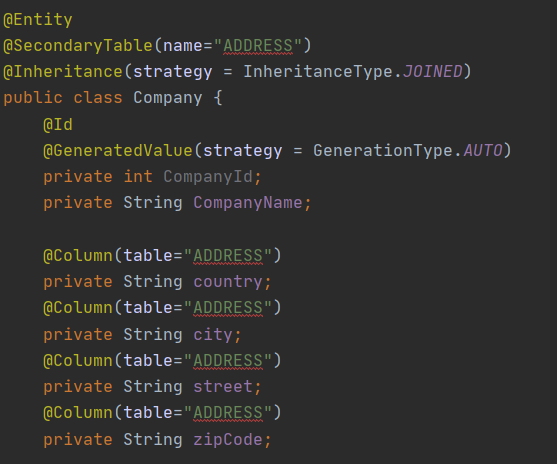 @Entity
@SecondaryTable(name="ADDRESS")
@Inheritance(strategy = InheritanceType.JOINED)
public class Company {
    @Id
    @GeneratedValue(strategy = GenerationType.AUTO)
    private int CompanyId;
    private String CompanyName;

    @Column(table="ADDRESS")
    private String country;
    @Column(table="ADDRESS")
    private String city;
    @Column(table="ADDRESS")
    private String street;
    @Column(table="ADDRESS")
    private String zipCode;